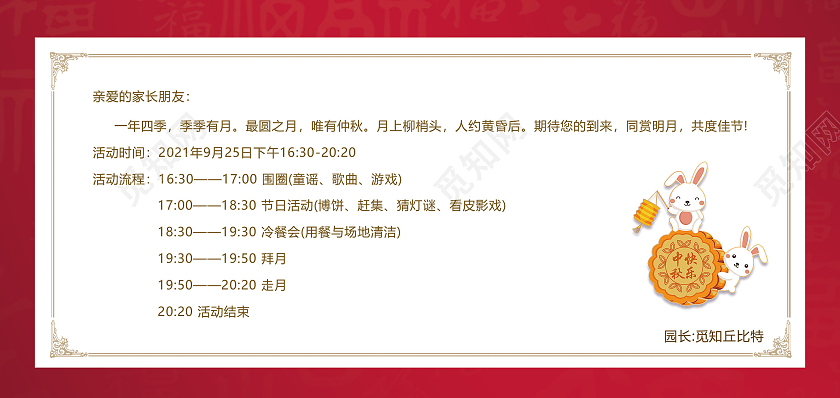 亲爱的家长朋友：
一年四季，季季有月。最圆之月，唯有仲秋。月上柳梢头，人约黄昏后。期待您的到来，同赏明月，共度佳节！
活动时间：2021年9月25日下午16:30-20:20
活动流程：16:30——17:00 围圈(童谣、歌曲、游戏)
17:00——18:30 节日活动(博饼、赶集、猜灯谜、看皮影戏)
18:30——19:30 冷餐会(用餐与场地清洁)
19:30——19:50 拜月
19:50——20:20 走月
20:20 活动结束
中秋快乐
园长:觅知丘比特
觅知网
觅知网
觅知网